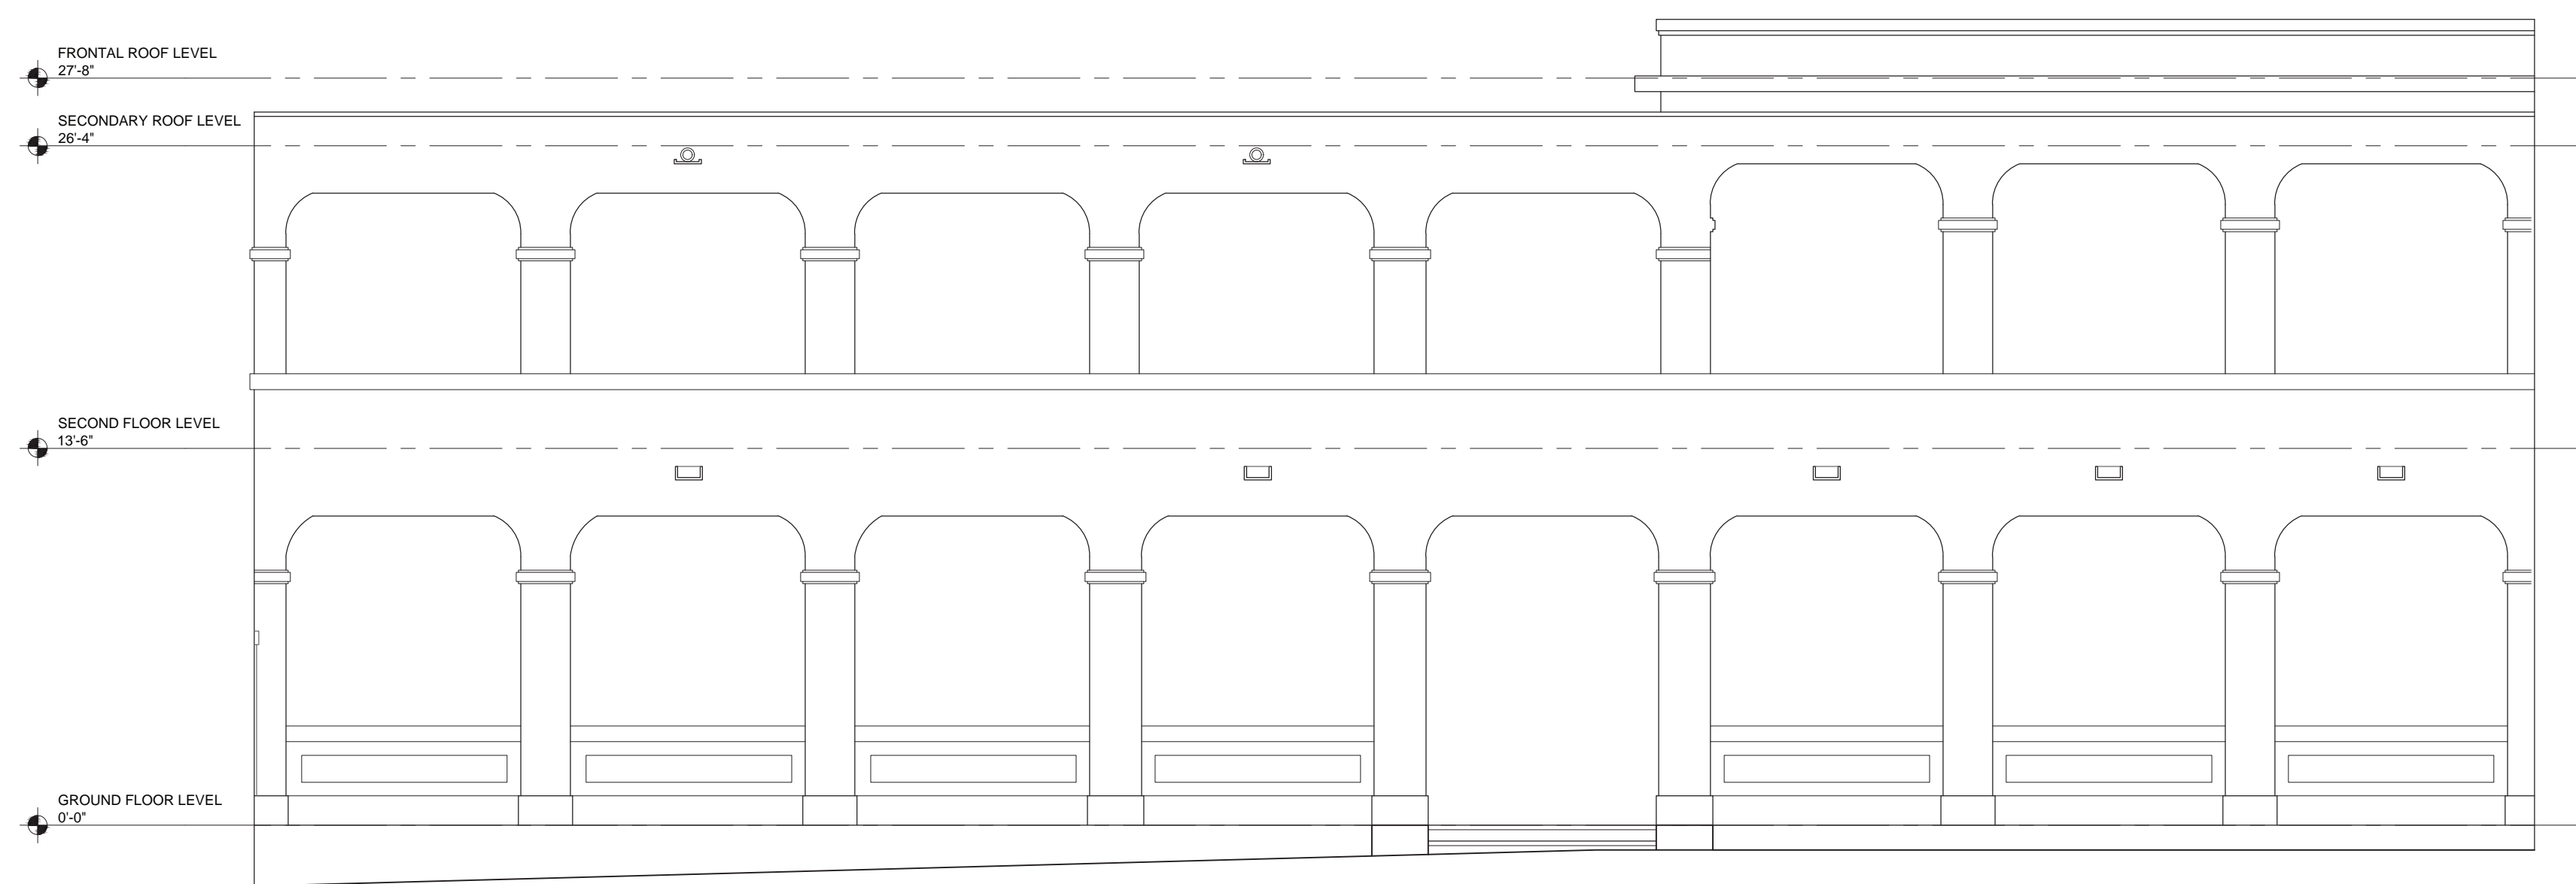 FRONTAL ROOF LEVEL
27'-8"
SECONDARY ROOF LEVEL
26'-4"
SECOND FLOOR LEVEL
13'-6"
GROUND FLOOR LEVEL
0'-0"